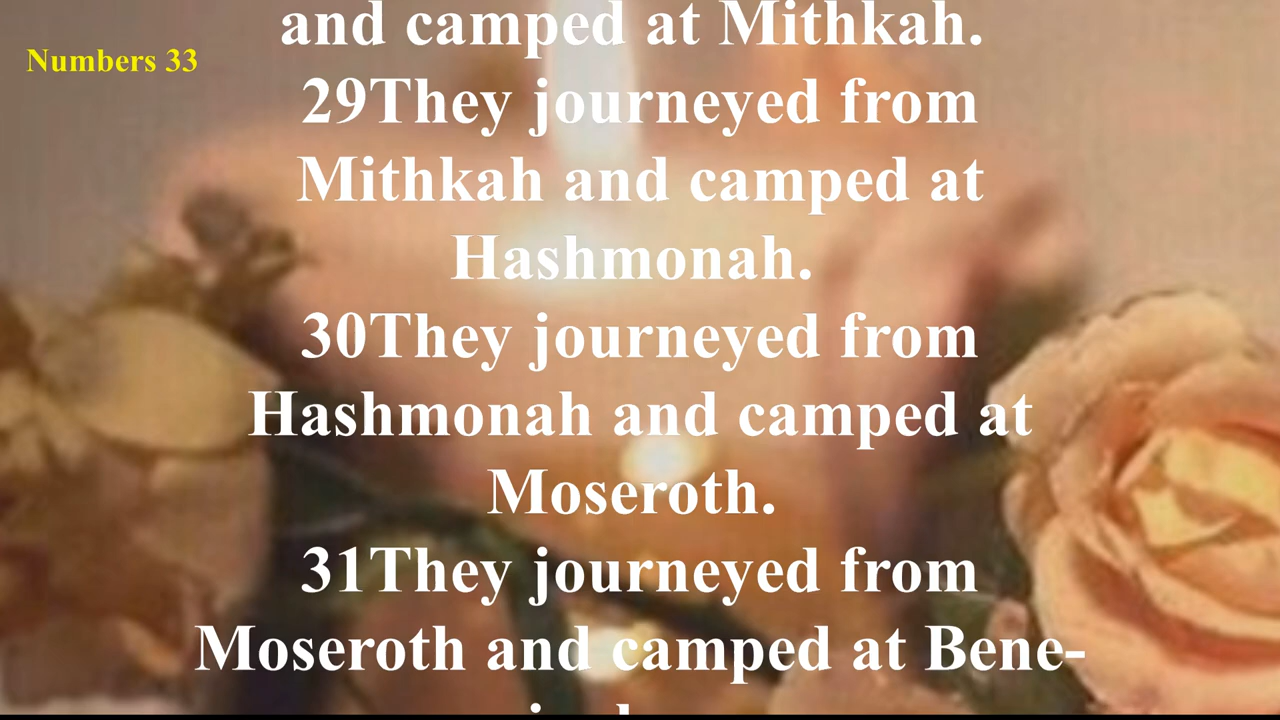 and camped at Mithkah.
Numbers 33
29They journeyed from
Mithkah and camped at
Hashmonah.
30They journeyed from
Hashmonah and camped at
Moseroth.
31They journeyed from
Moseroth and camped at Bene-